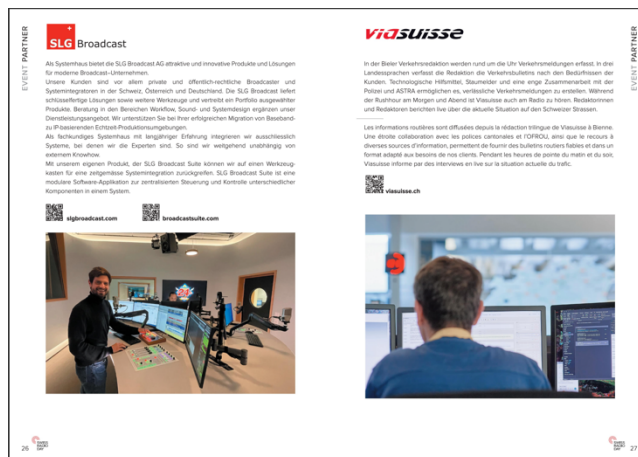 EVENT PARTNER
SLG Broadcast
Als Systemhaus bietet die SLG Broadcast AG attraktive und innovative Produkte und Lösungen
für moderne Broadcast-Unternehmen.
Unsere Kunden sind vor allem private und öffentlich-rechtliche Broadcaster und
Systemintegratoren in der Schweiz, Österreich und Deutschland. Die SLG Broadcast liefert
schlüsselfertige Lösungen sowie weitere Werkzeuge und vertreibt ein Portfolio ausgewählter
Produkte. Beratung in den Bereichen Workflow, Sound- und Systemdesign ergänzen unser
Dienstleistungsangebot. Wir unterstützen Sie bei Ihrer erfolgreichen Migration von Baseband-
zu IP-basierenden Echtzeit-Produktionsumgebungen.
Als fachkundiges Systemhaus mit langjähriger Erfahrung integrieren wir ausschliesslich
Systeme, bei denen wir die Experten sind. So sind wir weitgehend unabhängig von
externem Knowhow.
Mit unserem eigenen Produkt, der SLG Broadcast Suite können wir auf einen Werkzeug-
kasten für eine zeitgemässe Systemintegration zurückgreifen. SLG Broadcast Suite ist eine
modulare Software-Applikation zur zentralisierten Steuerung und Kontrolle unterschiedlicher
Komponenten in einem System.
slgbroadcast.com broadcastsuite.com
26 SWISS RADIO DAY
viasuisse
In der Bieler Verkehrsredaktion werden rund um die Uhr Verkehrsmeldungen erfasst. In drei
Landessprachen verfasst die Redaktion die Verkehrsbulletins nach den Bedürfnissen der
Kunden. Technologische Hilfsmittel, Staumelder und eine enge Zusammenarbeit mit der
Polizei und ASTRA ermöglichen es, verlässliche Verkehrsmeldungen zu erstellen. Während
der Rushhour am Morgen und Abend ist Viasuisse auch am Radio zu hören. Redaktorinnen
und Redaktoren berichten live über die aktuelle Situation auf den Schweizer Strassen.
Les informations routières sont diffusées depuis la rédaction trilingue de Viasuisse à Bienne.
Une étroite collaboration avec les polices cantonales et l'OFROU, ainsi que le recours à
diverses sources d'information, permettent de fournir des bulletins routiers fiables et dans un
format adapté aux besoins de nos clients. Pendant les heures de pointe du matin et du soir,
Viasuisse informe par des interviews en live sur la situation actuelle du trafic.
viasuisse.ch
EVENT PARTNER
SWISS RADIO DAY 27